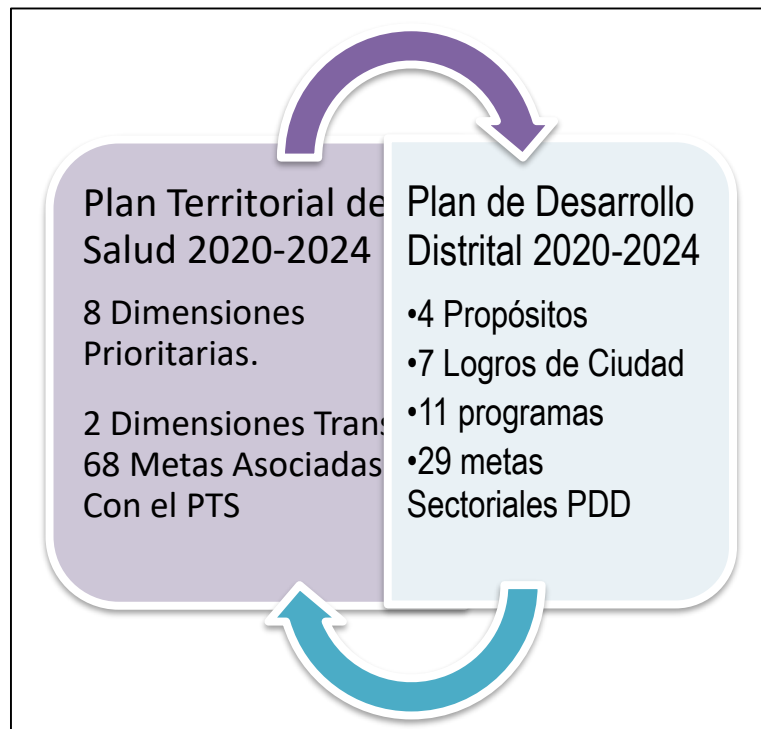 Plan Territorial de
Salud 2020-2024
8 Dimensiones
Prioritarias.
2 Dimensiones Trans
68 Metas Asociadas
Con el PTS
Plan de Desarrollo
Distrital 2020-2024
•4 Propósitos
•7 Logros de Ciudad
•11 programas
•29 metas
Sectoriales PDD